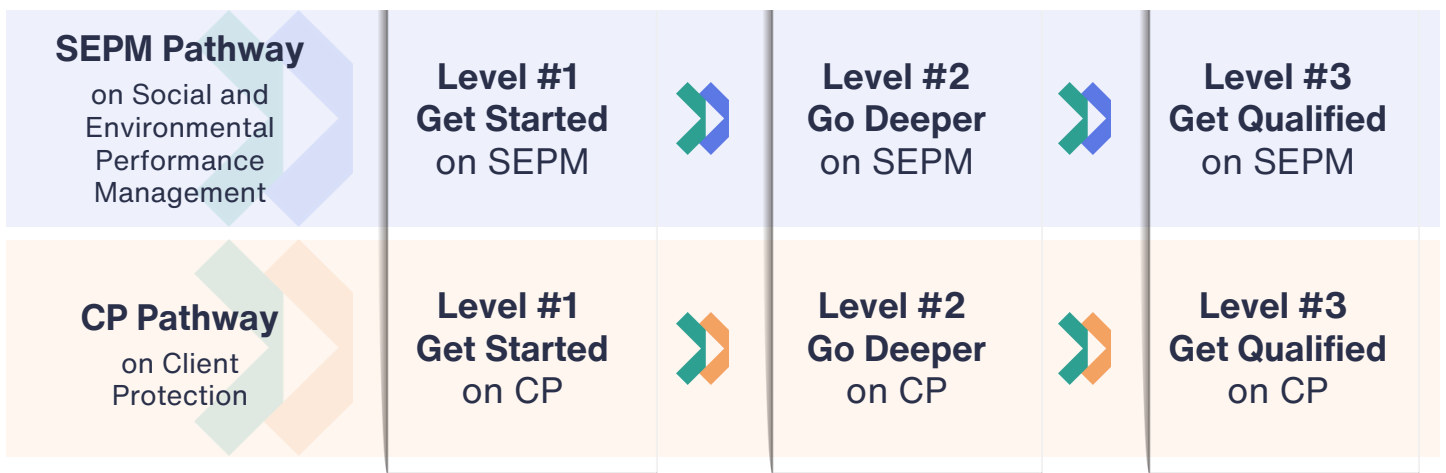 SEPM Pathway
on Social and
Environmental
Performance
Management
Level #1
Get Started
on SEPM
Level #2
Go Deeper
on SEPM
Level #3
Get Qualified
on SEPM
CP Pathway
on Client
Protection
Level #1
Get Started
on CP
Level #2
Go Deeper
on CP
Level #3
Get Qualified
on CP